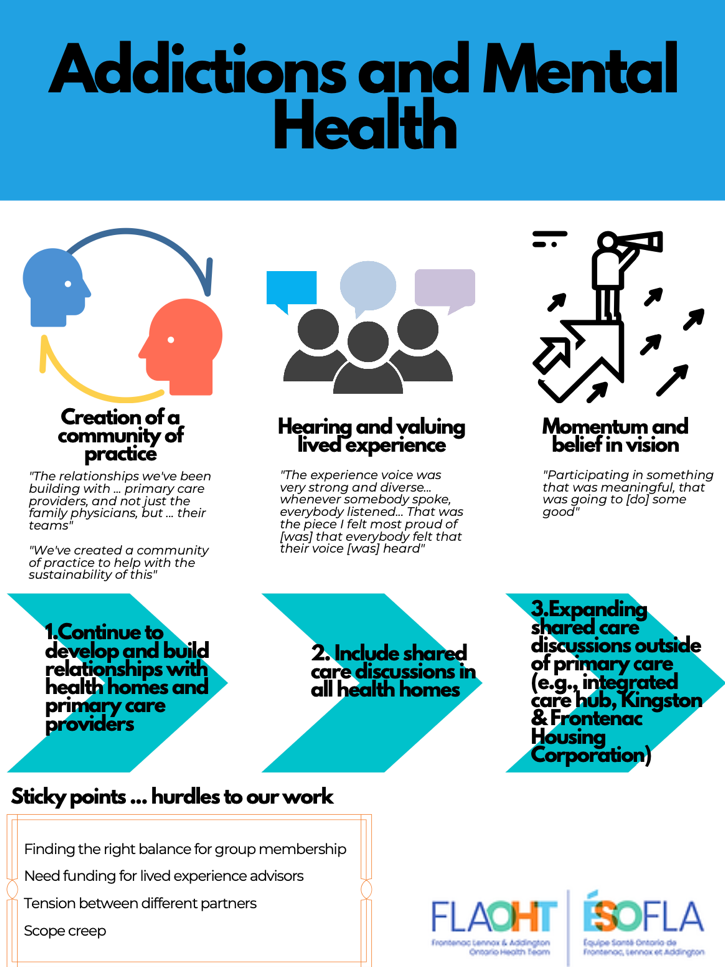 Addictions and Mental
Health
Creation of a
community of
practice
"The relationships we've been
building with ... primary care
providers, and not just the
family physicians, but ... their
teams"
"We've created a community
of practice to help with the
sustainability of this"
Hearing and valuing
lived experience
"The experience voice was
very strong and diverse...
whenever somebody spoke,
everybody listened... That was
the piece I felt most proud of
[was] that everybody felt that
their voice [was] heard"
Momentum and
belief in vision
"Participating in something
that was meaningful, that
was going to [do] some
good"
1.Continue to
develop and build
relationships with
health homes and
primary care
providers
2. Include shared
care discussions in
all health homes
3.Expanding
shared care
discussions outside
of primary care
(e.g., integrated
care hub, Kingston
& Frontenac
Housing
Corporation)
Sticky points ... hurdles to our work
Finding the right balance for group membership
Need funding for lived experience advisors
Tension between different partners
Scope creep
FLAOHT
Frontenac Lennox & Addington
Ontario Health Team
ÉSOFLA
Équipe Santé Ontario de
Frontenac, Lennox et Addington